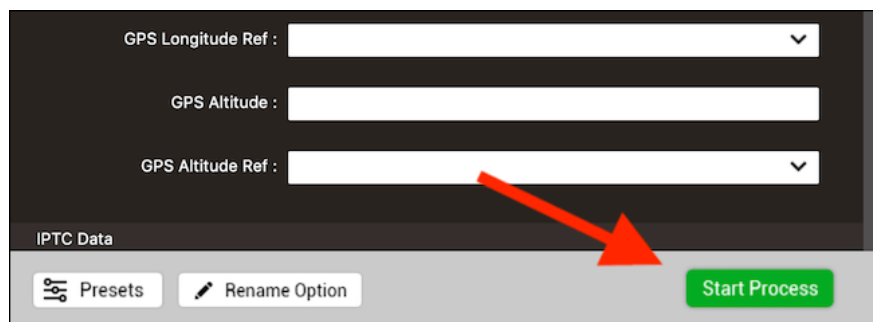 GPS Longitude Ref :
GPS Altitude :
GPS Altitude Ref :
IPTC Data
Presets
Rename Option
Start Process